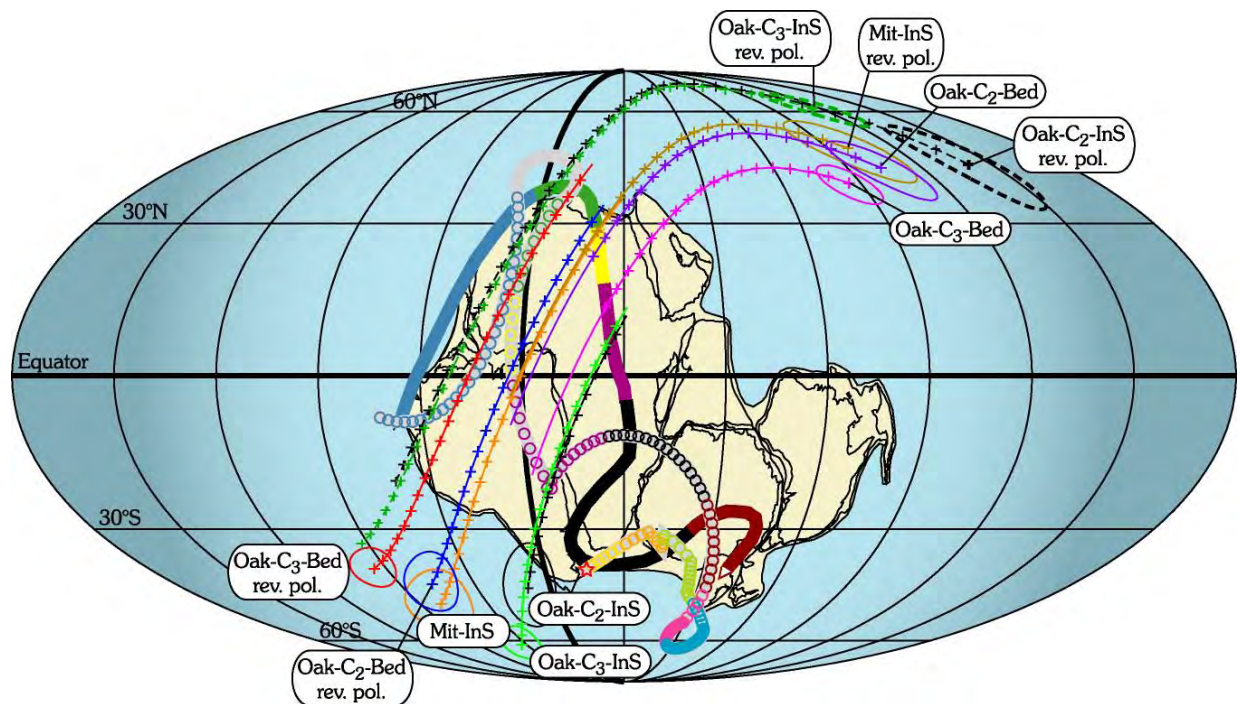 Oak-C₃-InS
rev. pol.
Mit-InS
rev. pol.
Oak-C₂-Bed
60°N
Oak-C₂-InS
rev. pol.
30°N
Oak-C₃-Bed
Equator
30°S
Oak-C₃-Bed
rev. pol.
Oak-C₂-InS
Mit-InS
60°S
Oak-C₃-InS
Oak-C₂-Bed
rev. pol.